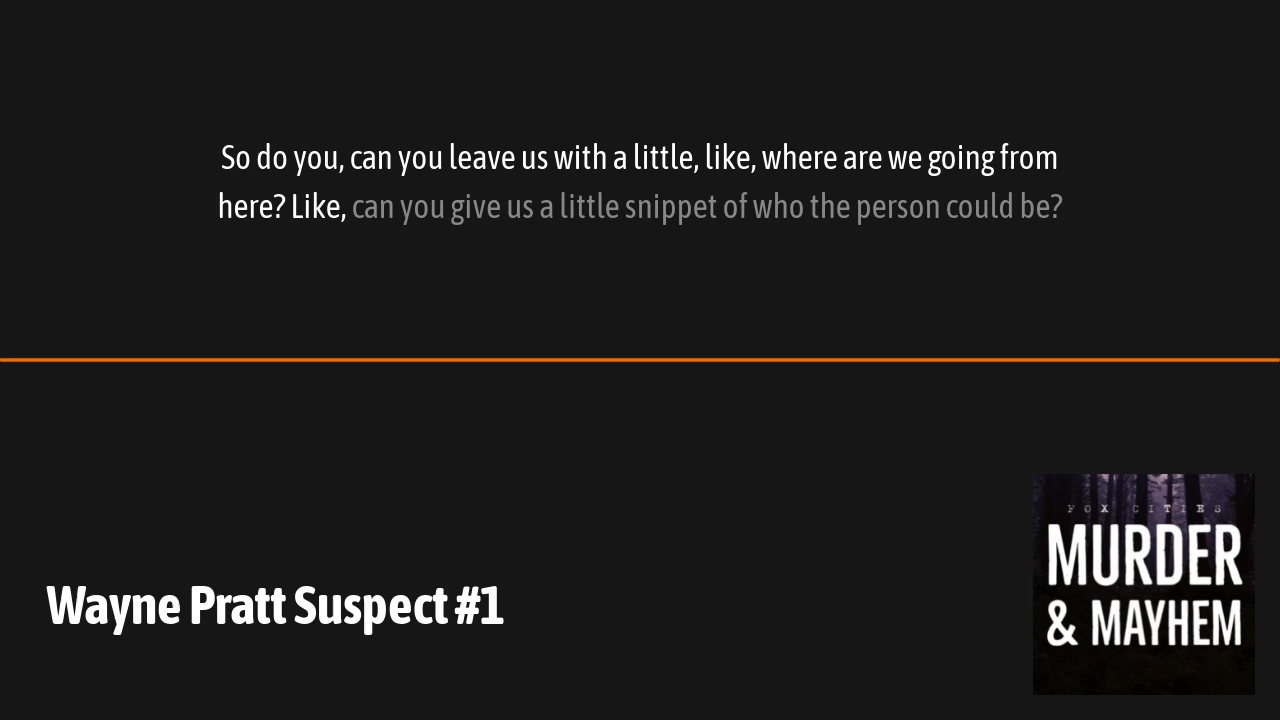 So do you, can you leave us with a little, like, where are we going from
here? Like, can you give us a little snippet of who the person could be?
Wayne Pratt Suspect #1
FOX CITIES
MURDER
& MAYHEM